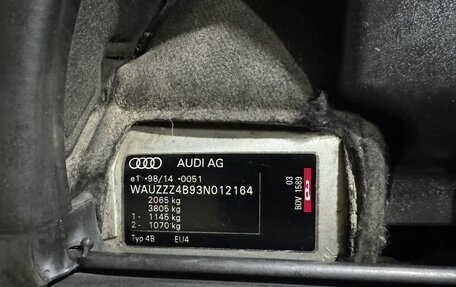 AUDI AG
e1*98/14*0051
WAUZZZ4B93N012164
2065 kg
3805 kg
1 - 1145 kg
2 - 1070 kg
Typ 4B EU4
03
BDV 1589